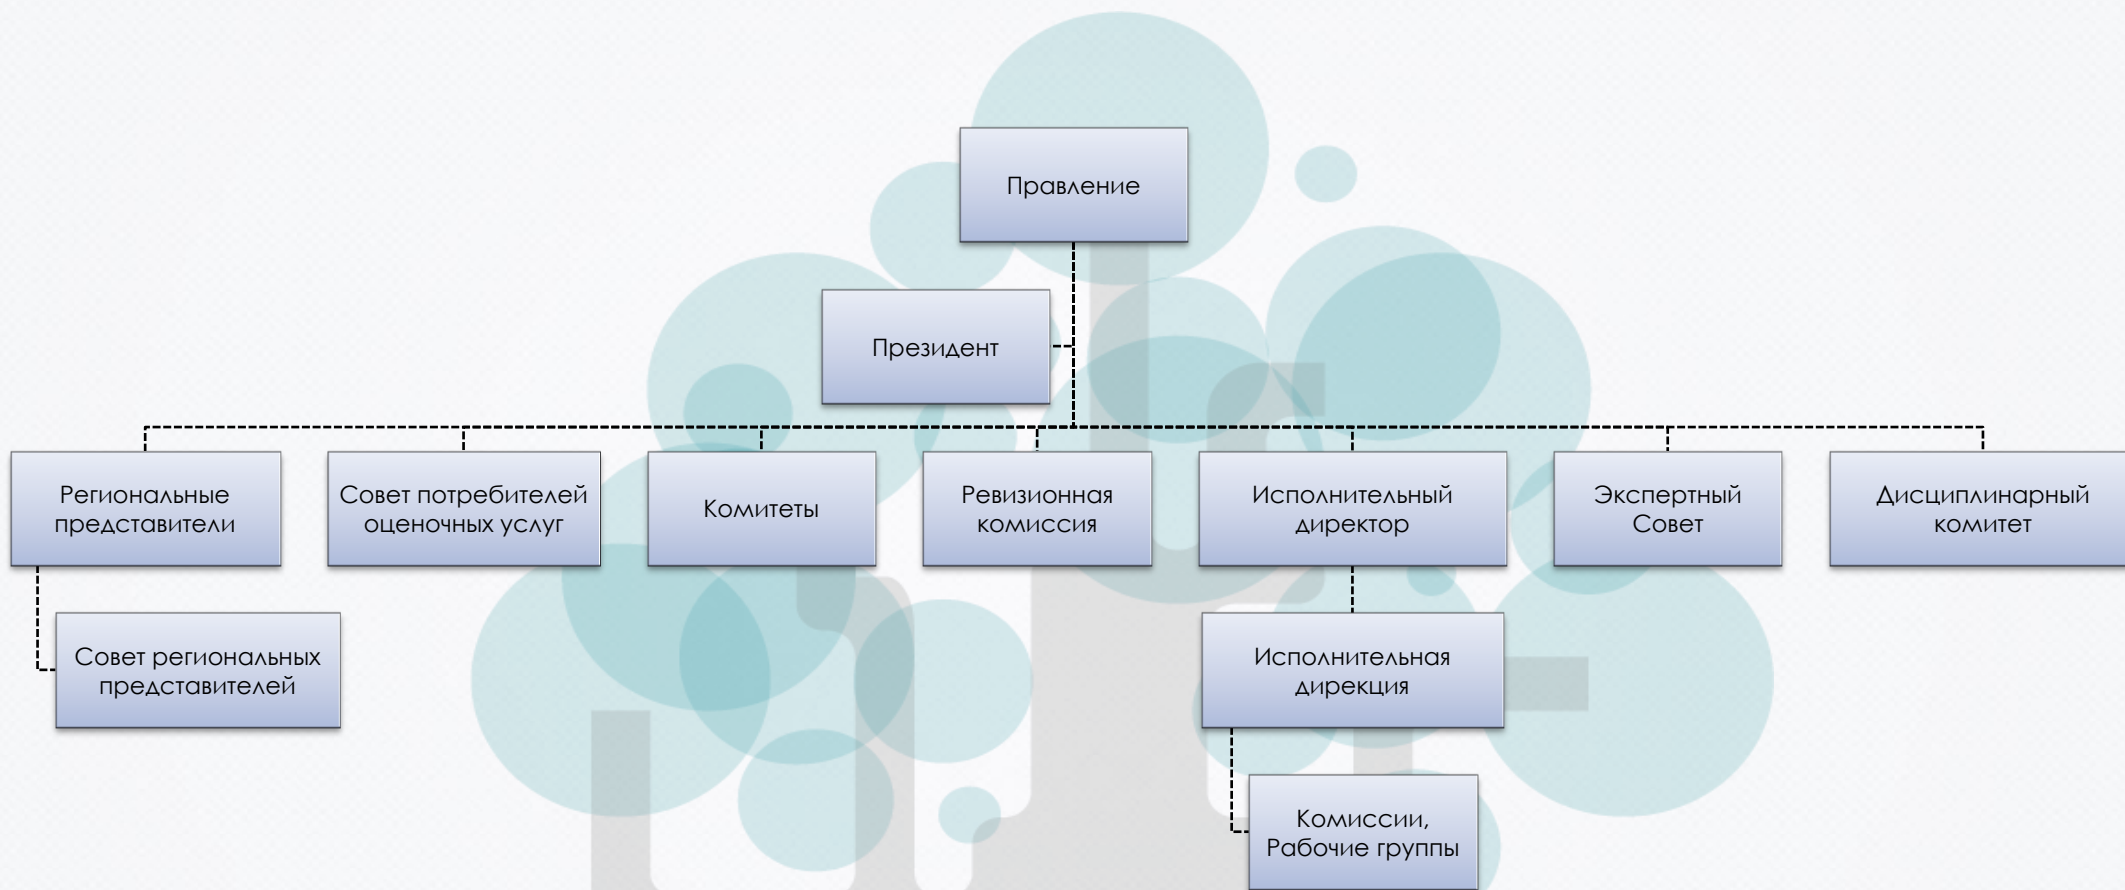 Правление
Президент
Региональные
представители
Совет потребителей
оценочных услуг
Комитеты
Ревизионная
комиссия
Исполнительный
директор
Экспертный
Совет
Дисциплинарный
комитет
Совет региональных
представителей
Исполнительная
дирекция
Комиссии,
Рабочие группы